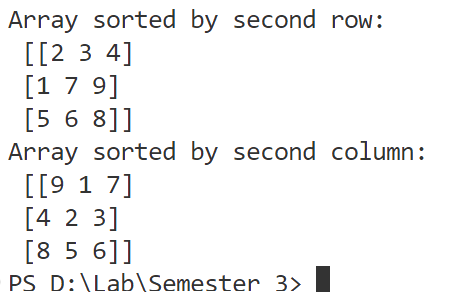 Array sorted by second row:
 [[2 3 4]
 [1 7 9]
 [5 6 8]]
Array sorted by second column:
 [[9 1 7]
 [4 2 3]
 [8 5 6]]
PS D:\Lab\Semester 3>